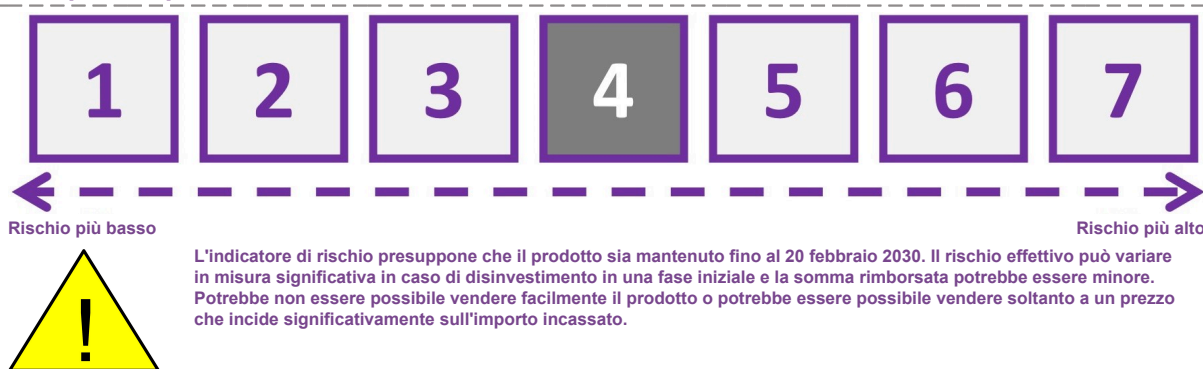 1 2 3 4 5 6 7
Rischio più basso Rischio più alto
L'indicatore di rischio presuppone che il prodotto sia mantenuto fino al 20 febbraio 2030. Il rischio effettivo può variare
in misura significativa in caso di disinvestimento in una fase iniziale e la somma rimborsata potrebbe essere minore.
Potrebbe non essere possibile vendere facilmente il prodotto o potrebbe essere possibile vendere soltanto a un prezzo
che incide significativamente sull'importo incassato.
!